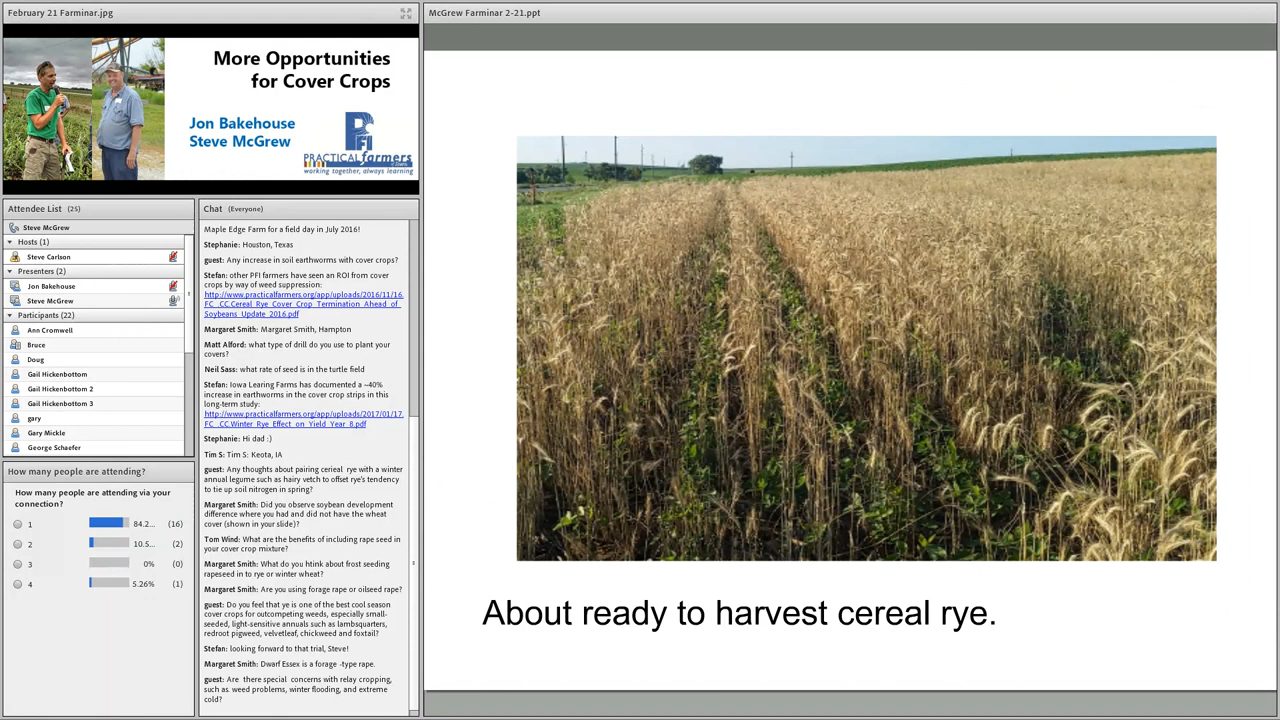 February 21 Farminar.jpg
More Opportunities
for Cover Crops
Jon Bakehouse
Steve McGrew
PFI
PRACTICAL farmers
working together, always learning
Attendee List (25)
Steve McGrew
Hosts (1)
Steve Carlson
Presenters (2)
Jon Bakehouse
Steve McGrew
Participants (22)
Ann Cromwell
Bruce
Doug
Gail Hickenbottom
Gail Hickenbottom 2
Gail Hickenbottom 3
gary
Gary Mickle
George Schaefer
How many people are attending?
How many people are attending via your
connection?
1 84.2... (16)
2 10.5... (2)
3 0% (0)
4 5.26% (1)
Chat (Everyone)
Maple Edge Farm for a field day in July 2016!
Stephanie: Houston, Texas
guest: Any increase in soil earthworms with cover crops?
Stefan: other PFI farmers have seen an ROI from cover
crops by way of weed suppression:
http://www.practicalfarmers.org/app/uploads/2016/11/16.
FC_.CC.Cereal_Rye_Cover_Crop_Termination_Ahead_of_
Soybeans_Update_2016.pdf
Margaret Smith: Margaret Smith, Hampton
Matt Alford: what type of drill do you use to plant your
covers?
Neil Sass: what rate of seed is in the turtle field
Stefan: Iowa Learing Farms has documented a ~40%
increase in earthworms in the cover crop strips in this
long-term study:
http://www.practicalfarmers.org/app/uploads/2017/01/17.
FC_.CC.Winter_Rye_Effect_on_Yield_Year_8.pdf
Stephanie: Hi dad :)
Tim S: Tim S: Keota, IA
guest: Any thoughts about pairing cerieal rye with a winter
annual legume such as hairy vetch to offset rye's tendency
to tie up soil nitrogen in spring?
Margaret Smith: Did you observe soybean development
difference where you had and did not have the wheat
cover (shown in your slide)?
Tom Wind: What are the benefits of including rape seed in
your cover crop mixture?
Margaret Smith: What do you htink about frost seeding
rapeseed in to rye or winter wheat?
Margaret Smith: Are you using forage rape or oilseed rape?
guest: Do you feel that ye is one of the best cool season
cover crops for outcompeting weeds, especially small-
seeded, light-sensitive annuals such as lambsquarters,
redroot pigweed, velvetleaf, chickweed and foxtail?
Stefan: looking forward to that trial, Steve!
Margaret Smith: Dwarf Essex is a forage -type rape.
guest: Are there special concerns with relay cropping,
such as weed problems, winter flooding, and extreme
cold?
McGrew Farminar 2-21.ppt
About ready to harvest cereal rye.